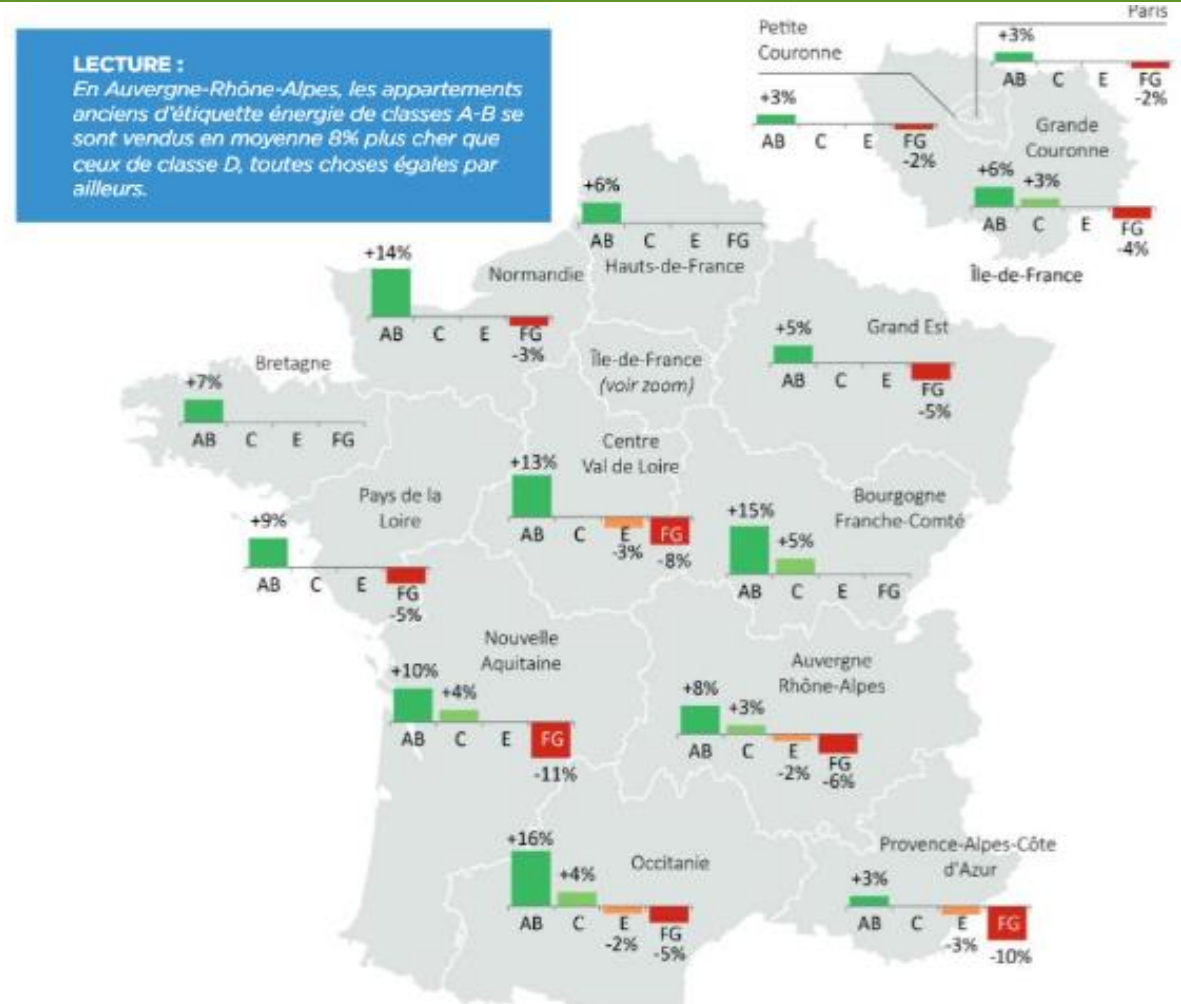 LECTURE :
En Auvergne-Rhône-Alpes, les appartements
anciens d'étiquette énergie de classes A-B se
sont vendus en moyenne 8% plus cher que
ceux de classe D, toutes choses égales par
ailleurs.
Paris
+3%
AB C E FG
-2%
Petite
Couronne
+3%
AB C E FG
-2%
Grande
Couronne
+6% +3%
AB C E FG
-4%
Île-de-France
+6%
AB C E FG
Hauts-de-France
+14%
Normandie
AB C E FG
-3%
+5%
Grand Est
AB C E FG
-5%
Île-de-France
(voir zoom)
Bretagne
+7%
AB C E FG
Centre
Val de Loire
+13%
AB C E FG
-3% -8%
Bourgogne
Franche-Comté
+15%
+5%
AB C E FG
Pays de la
Loire
+9%
AB C E FG
-5%
Nouvelle
Aquitaine
+10%
+4%
AB C E FG
-11%
Auvergne
Rhône-Alpes
+8%
+3%
AB C E FG
-2% -6%
+16%
Occitanie
+4%
AB C E FG
-2% -5%
Provence-Alpes-Côte
d'Azur
+3%
AB C E FG
-3% -10%